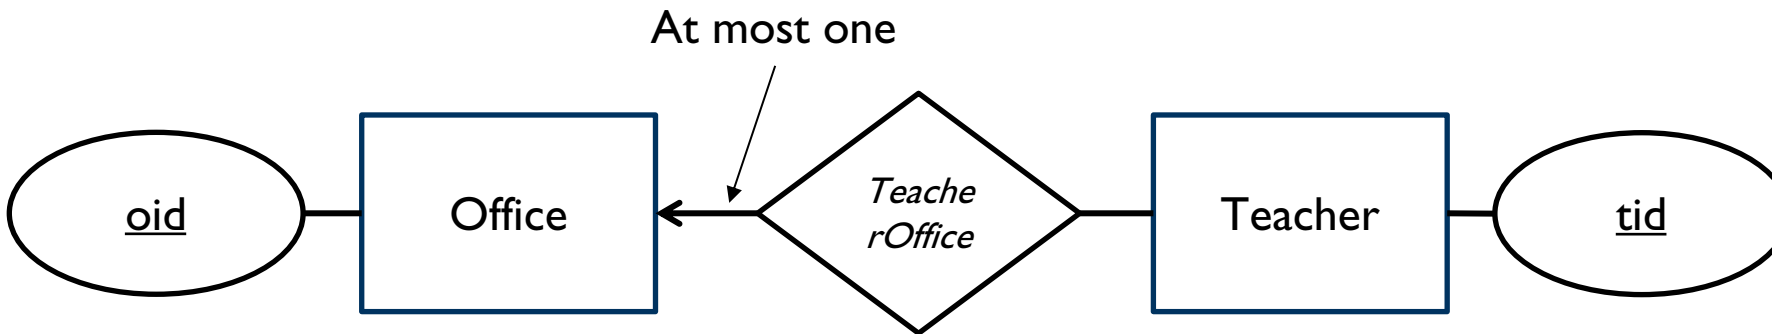 At most one
oid
Office
Teache
rOffice
Teacher
tid